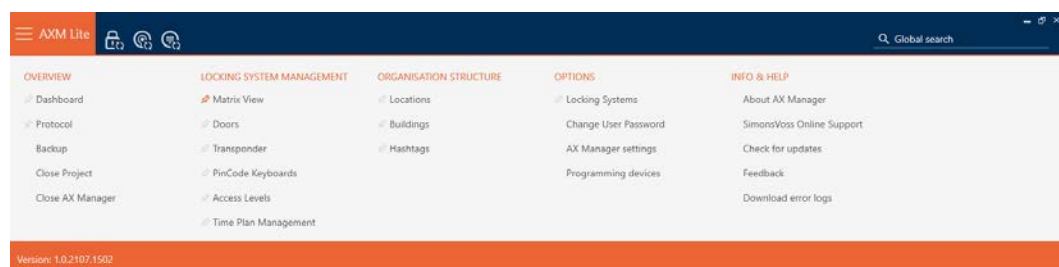 AXM Lite
Global search
OVERVIEW
Dashboard
Protocol
Backup
Close Project
Close AX Manager
LOCKING SYSTEM MANAGEMENT
Matrix View
Doors
Transponder
PinCode Keyboards
Access Levels
Time Plan Management
ORGANISATION STRUCTURE
Locations
Buildings
Hashtags
OPTIONS
Locking Systems
Change User Password
AX Manager settings
Programming devices
INFO & HELP
About AX Manager
SimonsVoss Online Support
Check for updates
Feedback
Download error logs
Version: 1.0.2107.1502